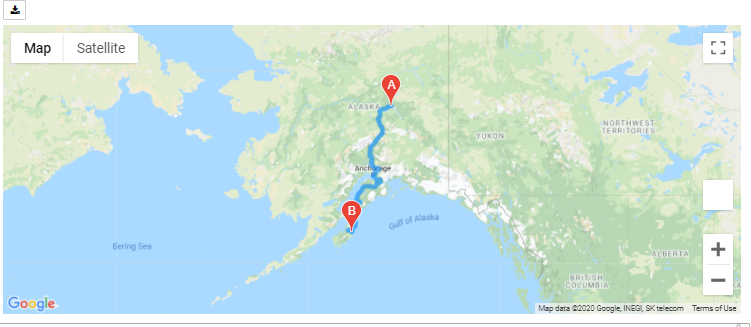 Map Satellite
A
ALASKA
NORTHWEST
TERRITORIES
YUKON
Anchorage
B
Gulf of Alaska
Bering Sea
ALBERTA
BRITISH
COLUMBIA
Google
Map data ©2020 Google, INEGI, SK telecom Terms of Use